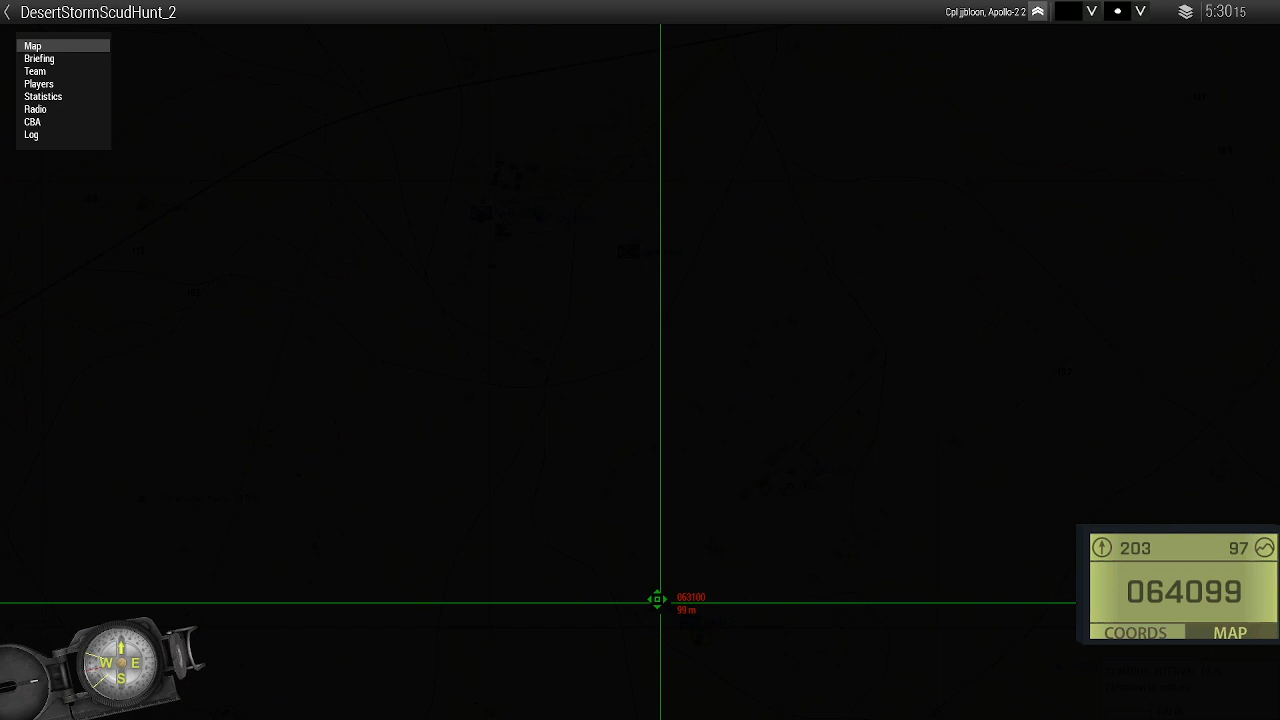 DesertStormScudHunt_2
Cpl jjbloon, Apollo-2 2
5:30 15
Map
Briefing
Team
Players
Statistics
Radio
CBA
Log
063100
99 m
203
97
064099
COORDS
MAP
W
E
S